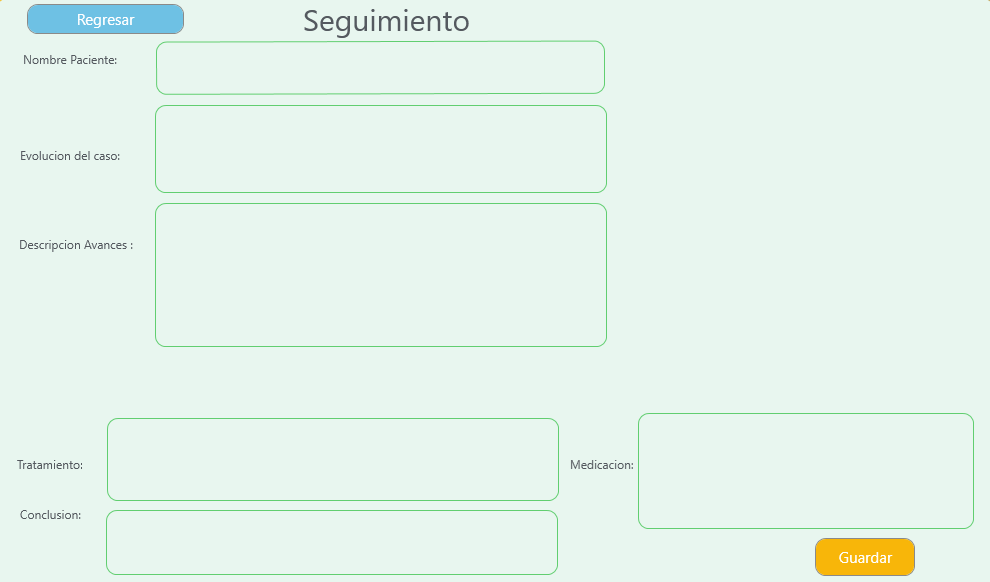 Regresar
Seguimiento
Nombre Paciente:
Evolucion del caso:
Descripcion Avances :
Tratamiento:
Medicacion:
Conclusion:
Guardar